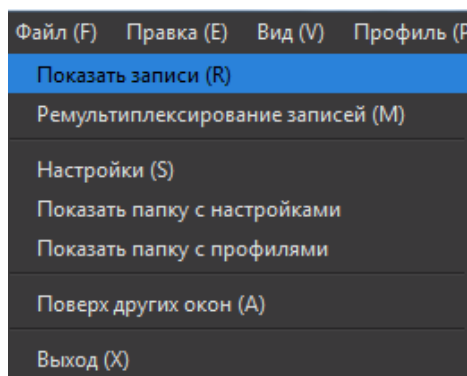 Файл (F) Правка (E) Вид (V) Профиль (P
Показать записи (R)
Ремультиплексирование записей (M)
Настройки (S)
Показать папку с настройками
Показать папку с профилями
Поверх других окон (A)
Выход (X)